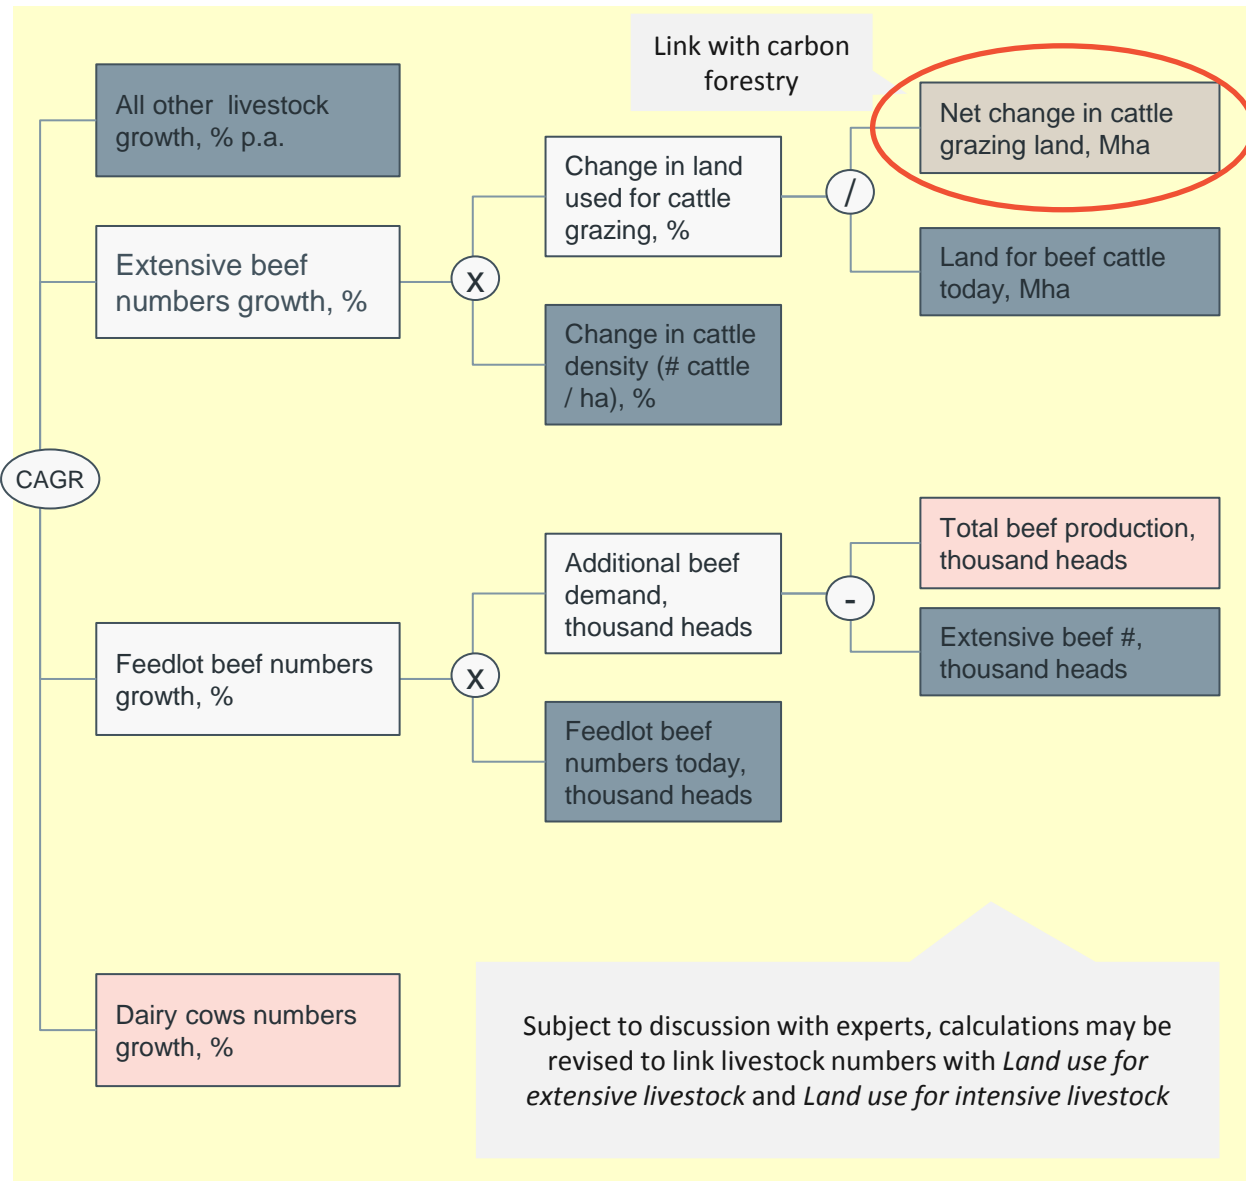 Link with carbon
forestry
All other livestock
growth, % p.a.
Net change in cattle
grazing land, Mha
Change in land
used for cattle
grazing, %
/
Extensive beef
numbers growth, %
x
Land for beef cattle
today, Mha
Change in cattle
density (# cattle
/ ha), %
CAGR
Total beef production,
thousand heads
Additional beef
demand,
thousand heads
-
Feedlot beef numbers
growth, %
x
Extensive beef #,
thousand heads
Feedlot beef
numbers today,
thousand heads
Dairy cows numbers
growth, %
Subject to discussion with experts, calculations may be
revised to link livestock numbers with Land use for
extensive livestock and Land use for intensive livestock